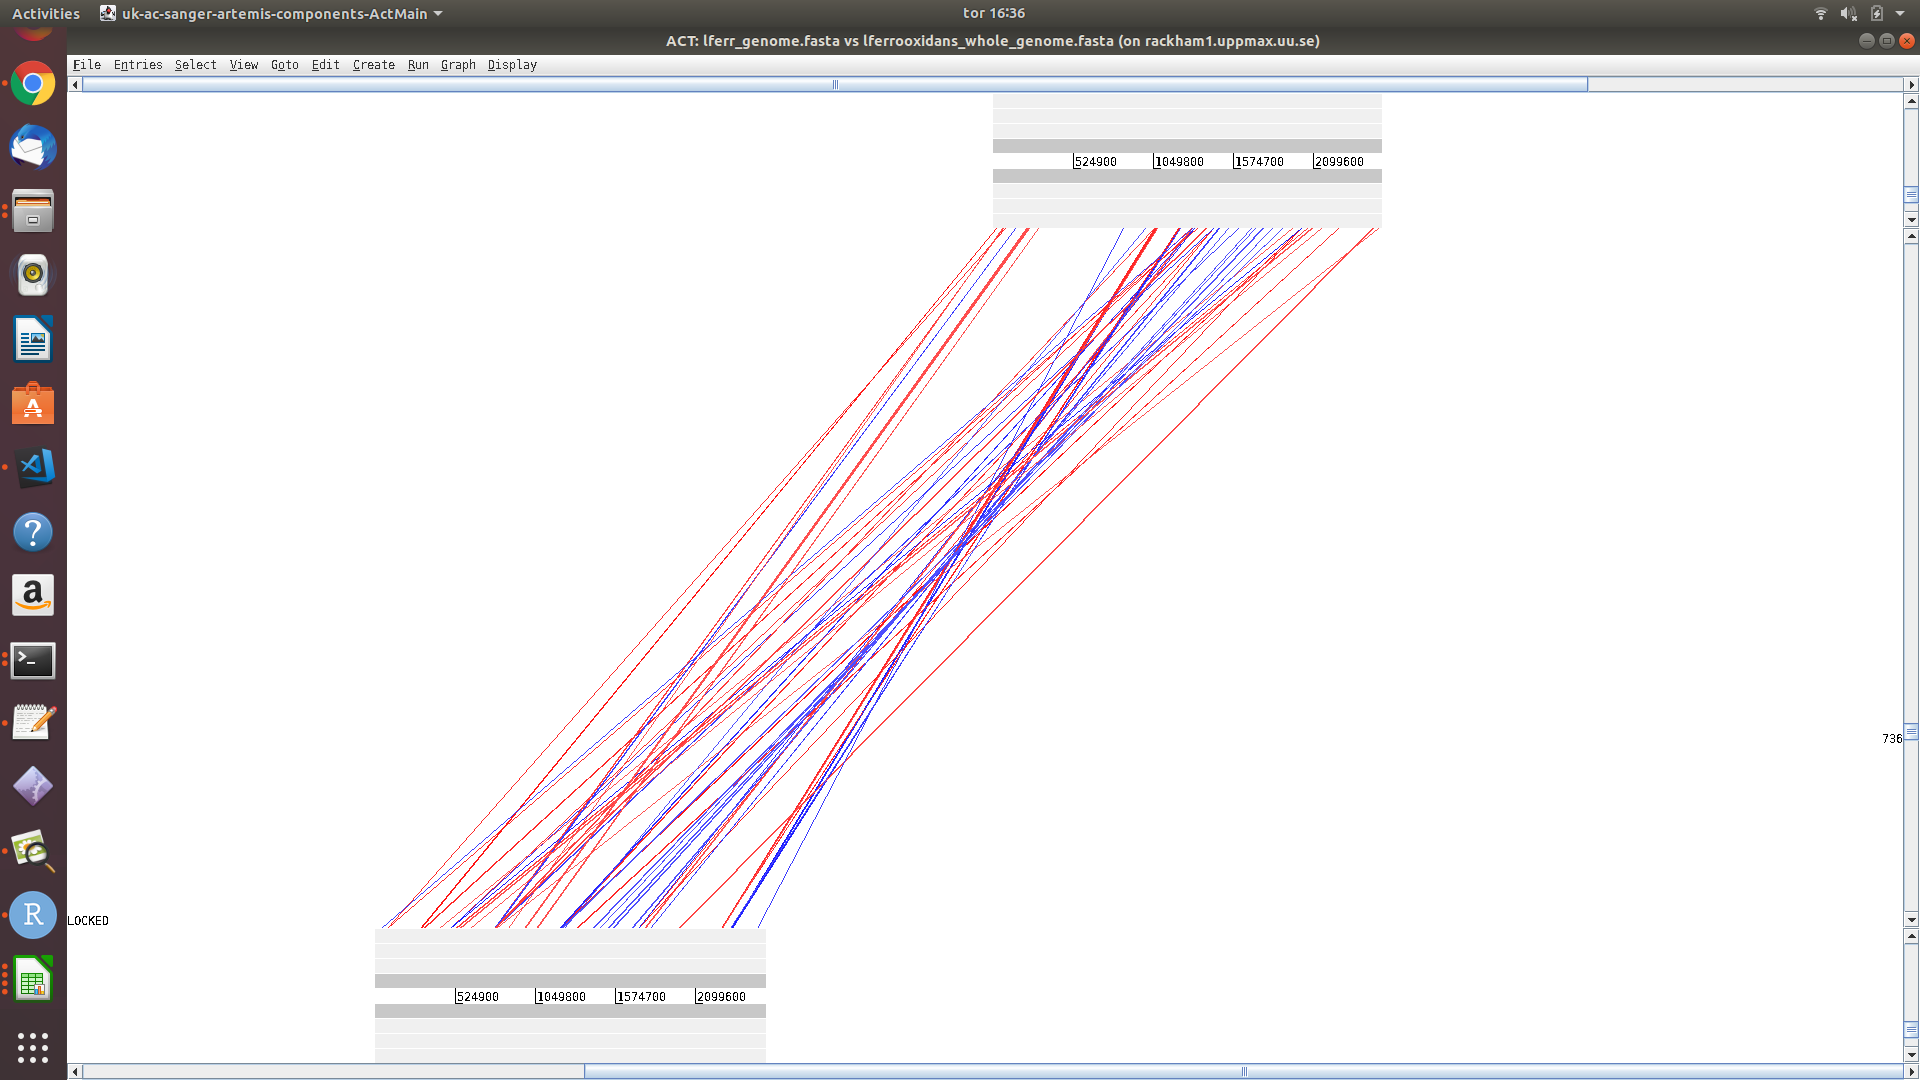 Activities uk-ac-sanger-artemis-components-ActMain tor 16:36
ACT: lferr_genome.fasta vs lferrooxidans_whole_genome.fasta (on rackham1.uppmax.uu.se)
File Entries Select View Goto Edit Create Run Graph Display
524900 1049800 1574700 2099600
736
LOCKED
524900 1049800 1574700 2099600